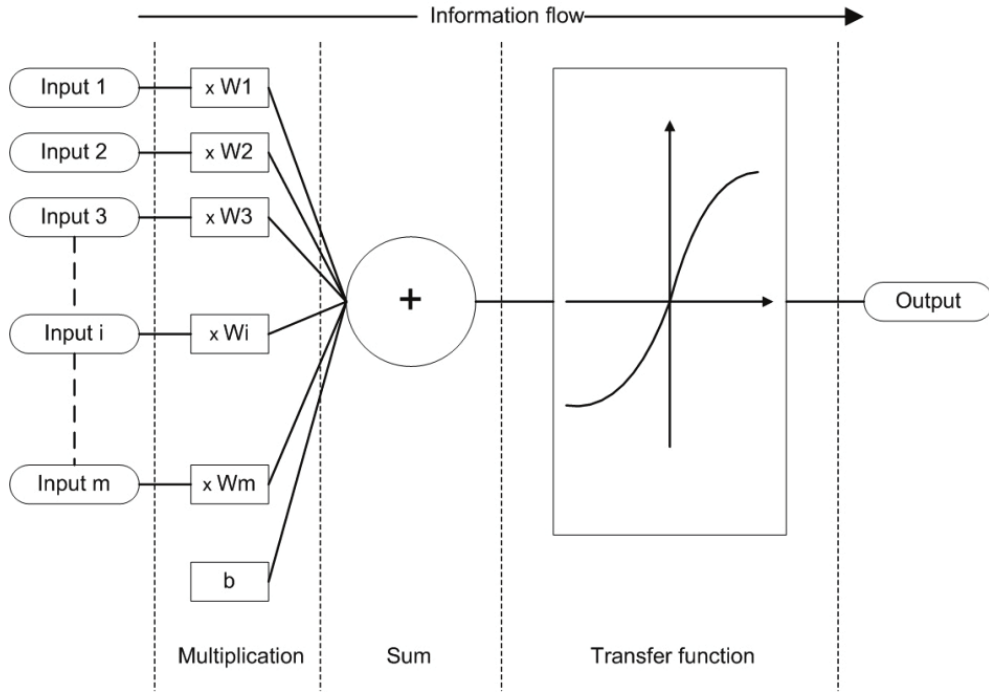 Information flow
Input 1
x W1
Input 2
x W2
Input 3
x W3
+
Output
Input i
x Wi
Input m
x Wm
b
Multiplication
Sum
Transfer function